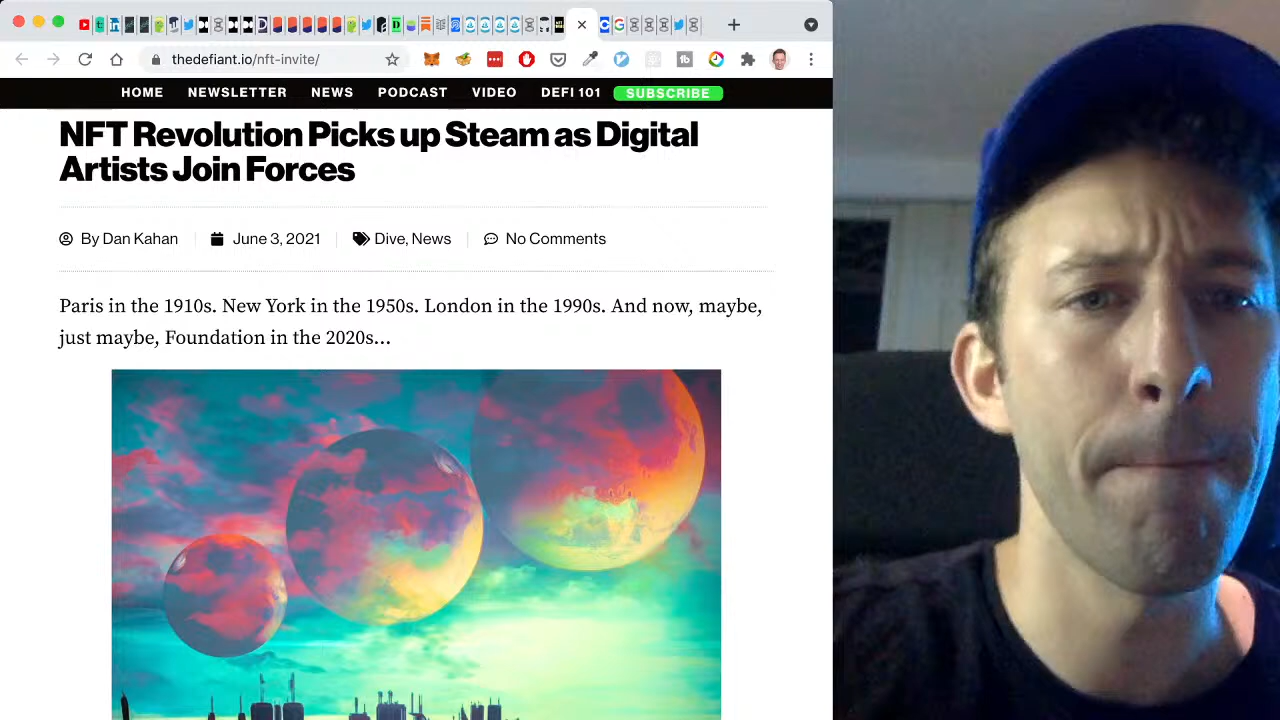 thedefiant.io/nft-invite/
HOME NEWSLETTER NEWS PODCAST VIDEO DEFI 101 SUBSCRIBE
NFT Revolution Picks up Steam as Digital
Artists Join Forces
By Dan Kahan June 3, 2021 Dive, News No Comments
Paris in the 1910s. New York in the 1950s. London in the 1990s. And now, maybe,
just maybe, Foundation in the 2020s...